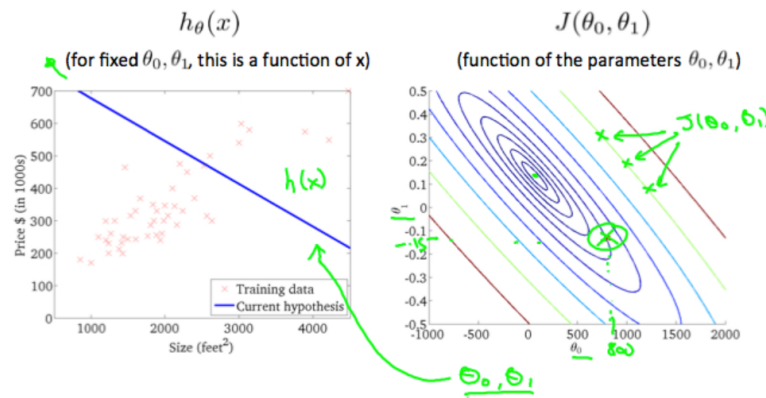 hθ(x)
(for fixed θ₀, θ₁, this is a function of x)
700
600
500
400
300
200
100
0
Price $ (in 1000s)
1000
2000
3000
4000
Size (feet²)
Training data
Current hypothesis
h(x)
θ₀, θ₁
J(θ₀, θ₁)
(function of the parameters θ₀, θ₁)
0.5
0.4
0.3
0.2
0.1
0
-0.1
-0.2
-0.3
-0.4
-0.5
θ₁
-1000
-500
0
500
1000
1500
2000
θ₀
J(θ₀, θ₁)
-.15
800